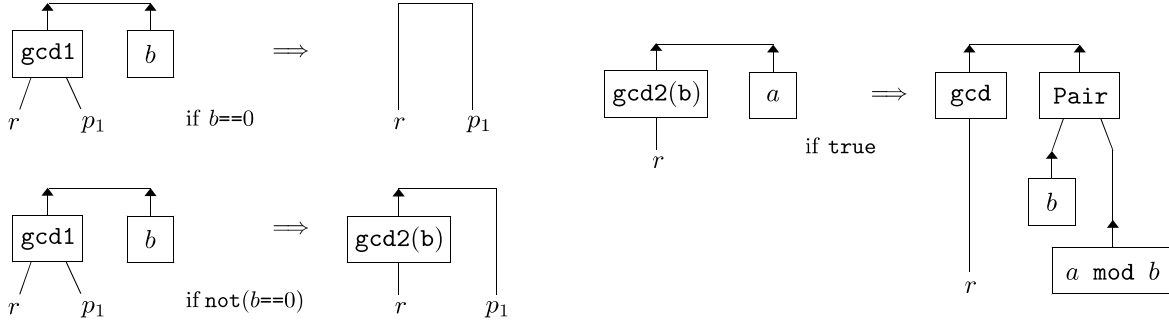 gcd1 b ⟹
r p₁ if b==0 r p₁
gcd1 b ⟹ gcd2(b)
r p₁ if not(b==0) r p₁
gcd2(b) a ⟹ gcd Pair
r if true
b
r a mod b